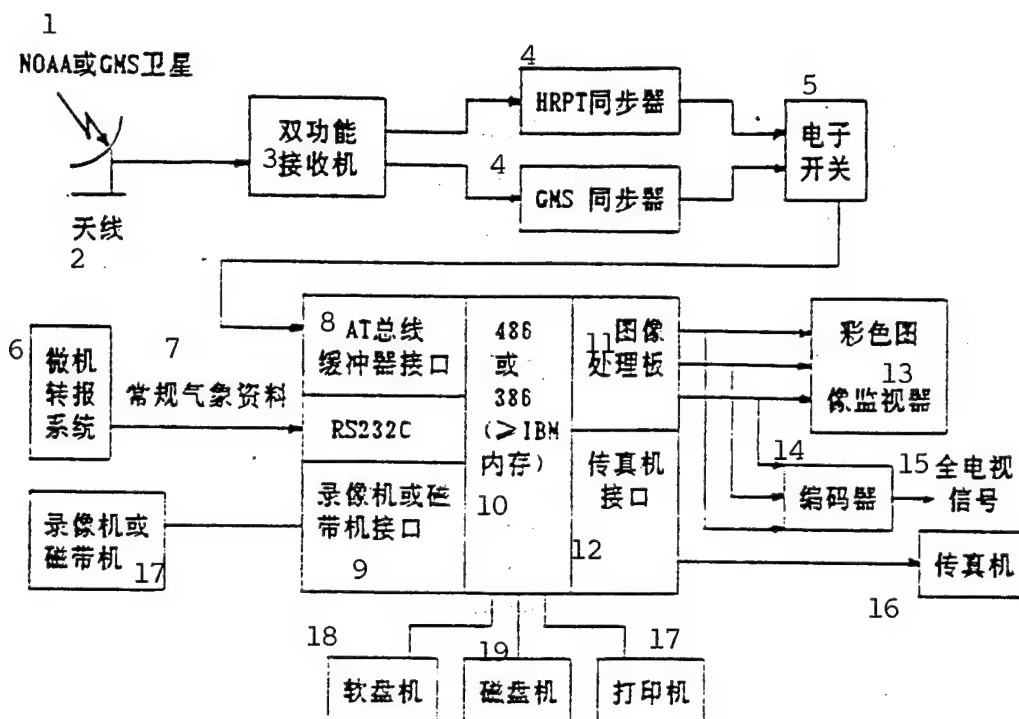 1
NOAA或GMS卫星
天线
2
双功能
3接收机
4
HRPT同步器
4
GMS 同步器
5
电子
开关
6
微机
转报
系统
7
常规气象资料
8
AT总线
缓冲器接口
RS232C
录像机或磁
带机接口
9
486
或
386
(≥IBM
内存)
10
11图像
处理板
传真机
接口
12
彩色图
13
像监视器
14
编码器
15 全电视
信号
传真机
16
录像机或
磁带机
17
18
软盘机
19
磁盘机
17
打印机